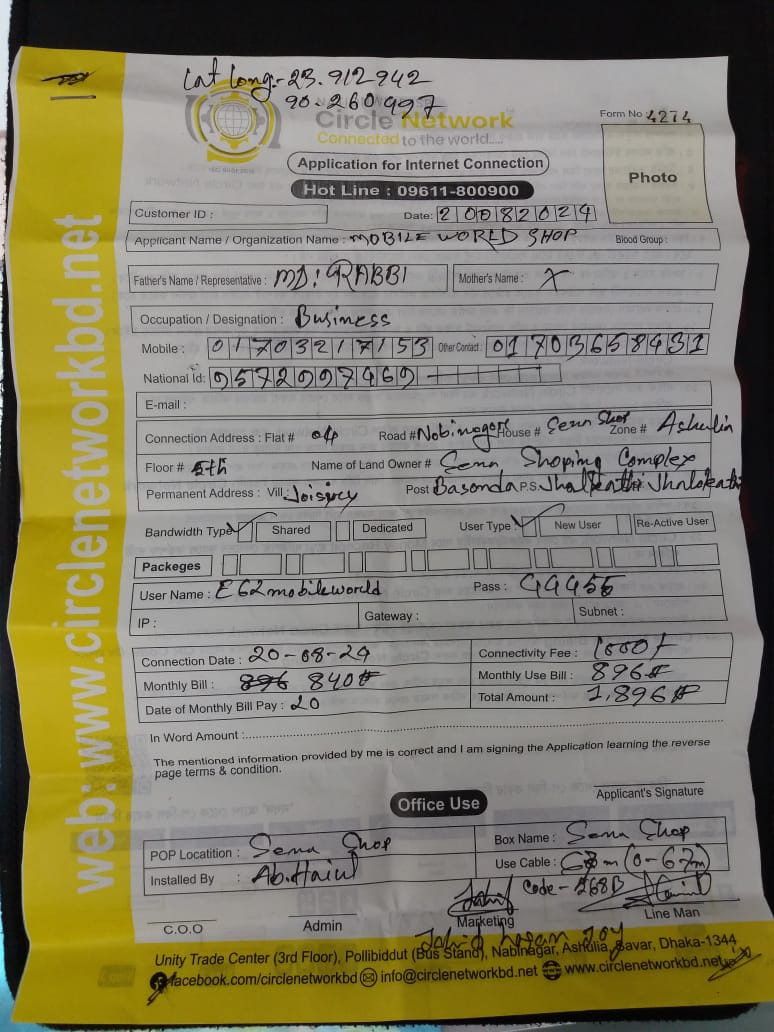 Lat Long:- 23.912942
90.260997
Circle Network
Connected to the world.....
Form No 4274
Application for Internet Connection
Photo
Hot Line : 09611-800900
Customer ID :
Date: 20082024
Applicant Name / Organization Name : MOBILE WORLD SHOP
Blood Group :
Father's Name / Representative : MD: RABBI
Mother's Name : X
Occupation / Designation : Business
Mobile : 01703217153 Other Contact : 01703658431
National Id: 9572997469
E-mail :
Connection Address : Flat # 04 Road # Nobinagor House # Sena Shop Zone # Ashulia
Floor # 5th Name of Land Owner # Sena Shoping Complex
Permanent Address : Vill : Post Basonda P.S. Jhalkathi Jhalokathi
Bandwidth Type Shared Dedicated User Type : New User Re-Active User
Packeges
User Name : E62mobileworld Pass : 99455
IP : Gateway : Subnet :
Connection Date : 20-08-24 Connectivity Fee : 1000/
Monthly Bill : 896 840 Monthly Use Bill : 896
Date of Monthly Bill Pay : 20 Total Amount : 1,896
In Word Amount :
The mentioned information provided by me is correct and I am signing the Application learning the reverse
page terms & condition.
Applicant's Signature
Office Use
POP Locatition : Sena Shop Box Name : Sena Shop
Installed By : Use Cable : 67m (0-67m)
Code - 268B
C.O.O Admin Marketing Line Man
Unity Trade Center (3rd Floor), Pollibiddut (Bus Stand), Nabinagar, Ashulia, Savar, Dhaka-1344
facebook.com/circlenetworkbd info@circlenetworkbd.net www.circlenetworkbd.net
web: www.circlenetworkbd.net